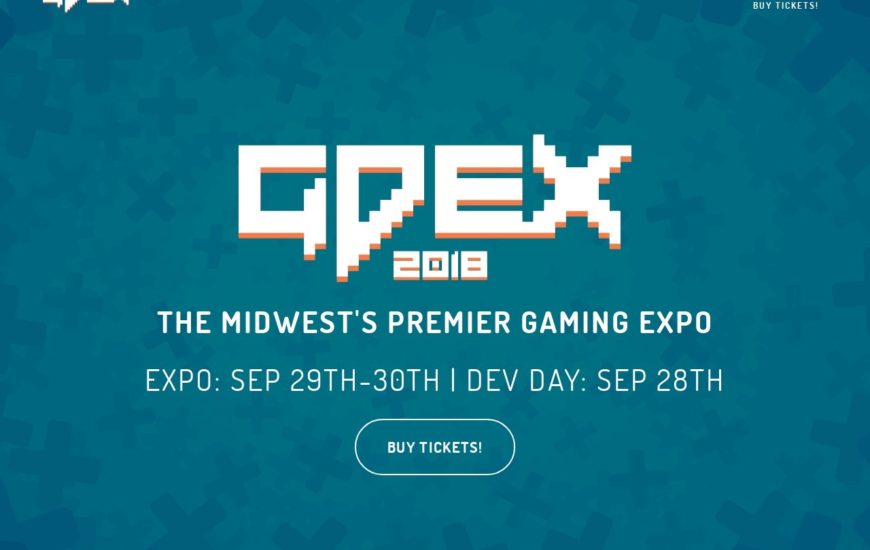 BUY TICKETS!
GDEX
2018
THE MIDWEST'S PREMIER GAMING EXPO
EXPO: SEP 29TH-30TH | DEV DAY: SEP 28TH
BUY TICKETS!